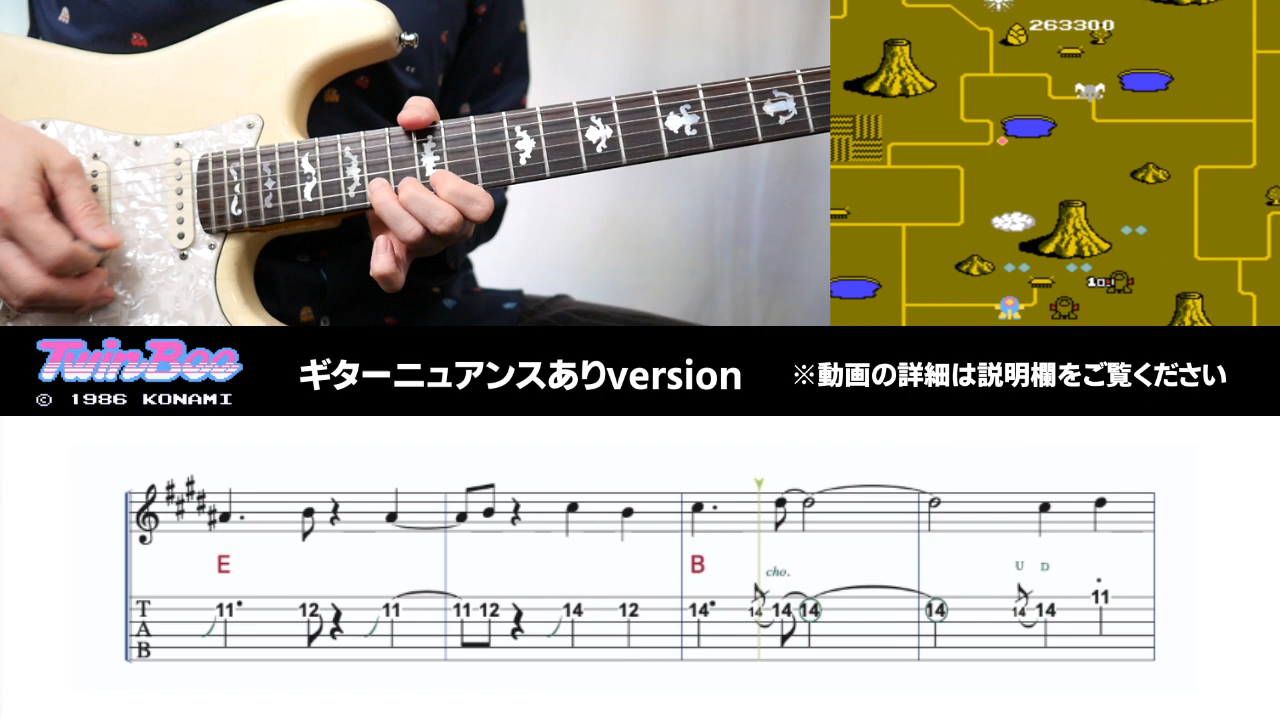 263300
10
TwinBee
© 1986 KONAMI
ギターニュアンスありversion
※動画の詳細は説明欄をご覧ください
E B
cho. U D
T 11 12 11 11 12 14 12 14 14 14 14 14 14 14 11
A
B